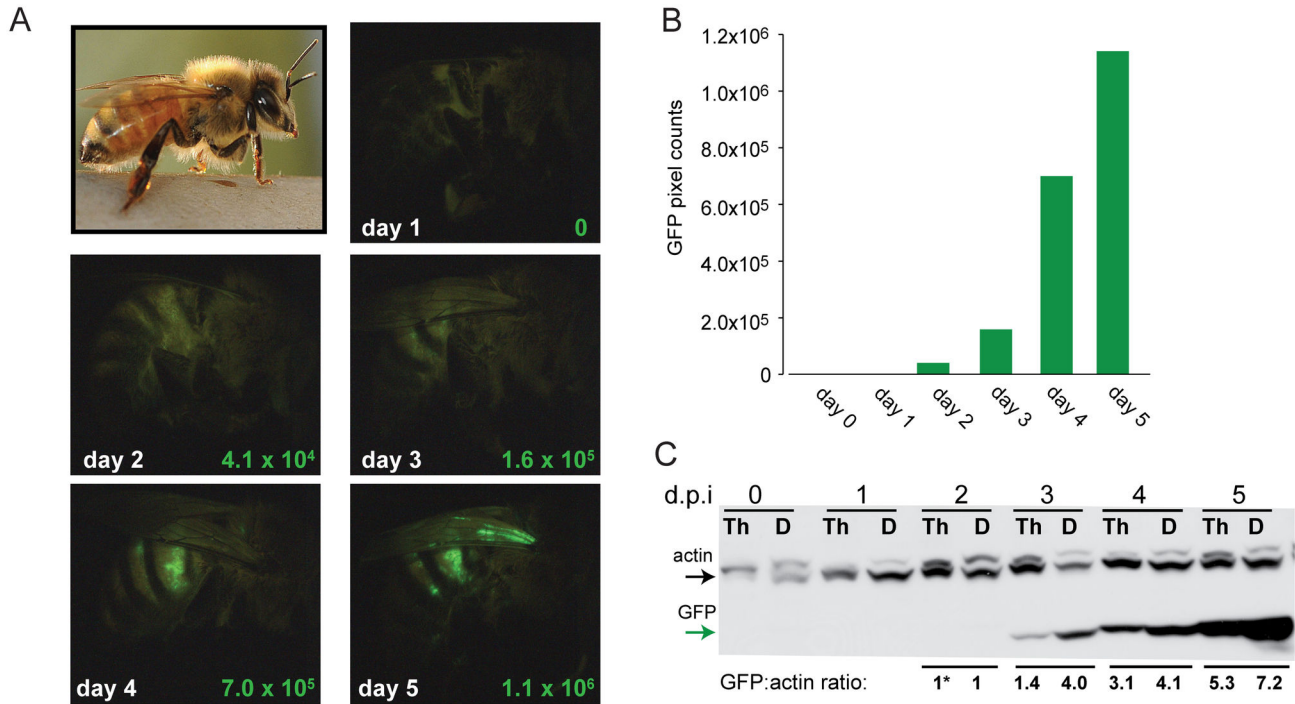 A
day 1 0
day 2 4.1 x 10⁴
day 3 1.6 x 10⁵
day 4 7.0 x 10⁵
day 5 1.1 x 10⁶
B
GFP pixel counts
1.2x10⁶
1.0x10⁶
8.0x10⁵
6.0x10⁵
4.0x10⁵
2.0x10⁵
0
day 0 day 1 day 2 day 3 day 4 day 5
C
d.p.i 0 1 2 3 4 5
Th D Th D Th D Th D Th D Th D
actin
GFP
GFP:actin ratio: 1* 1 1.4 4.0 3.1 4.1 5.3 7.2